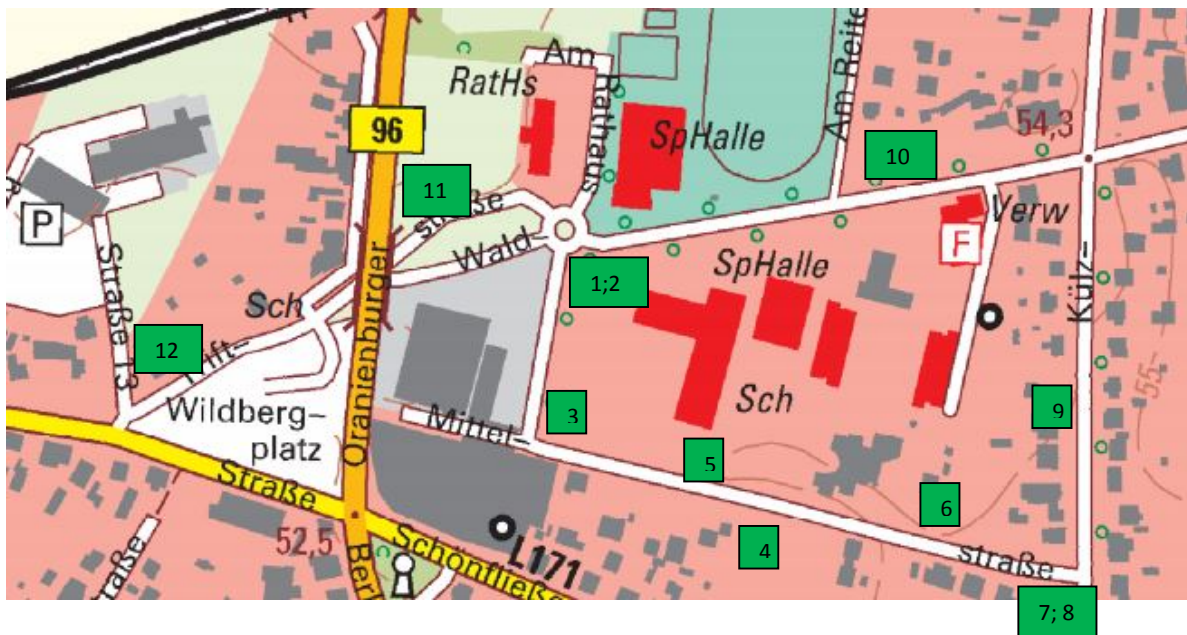 Am
RatHs
Rathaus
Am Reite
96
SpHalle
54,3
10
11
straße
Verw
P
Wald-
SpHalle
F
1;2
Straße 13
Sch
Oranienburger
Külz-
12
Wildberg-
platz
Mittel-
3
Sch
9
55
5
Straße
6
52,5
L171
4
straße
Berl
Schönfließe
raße
7; 8